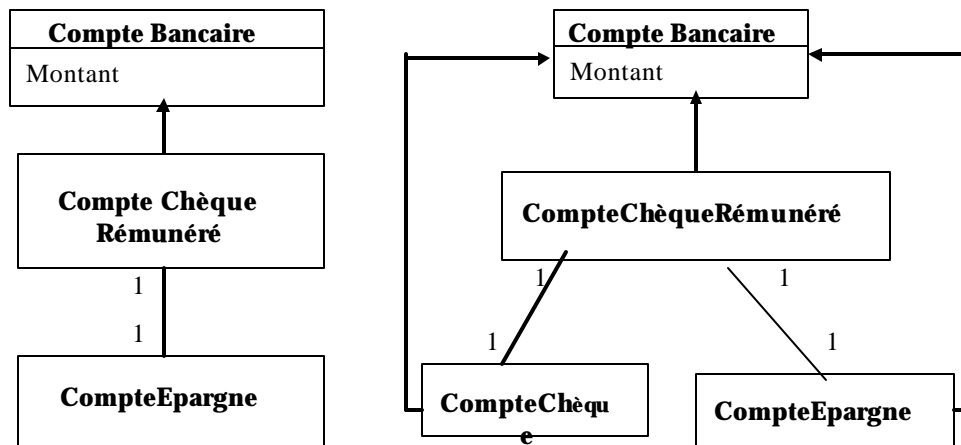 Compte Bancaire
Montant
Compte Chèque
Rémunéré
1
1
CompteEpargne
Compte Bancaire
Montant
CompteChèqueRémunéré
1
1
1
1
CompteChèqu
e
CompteEpargne